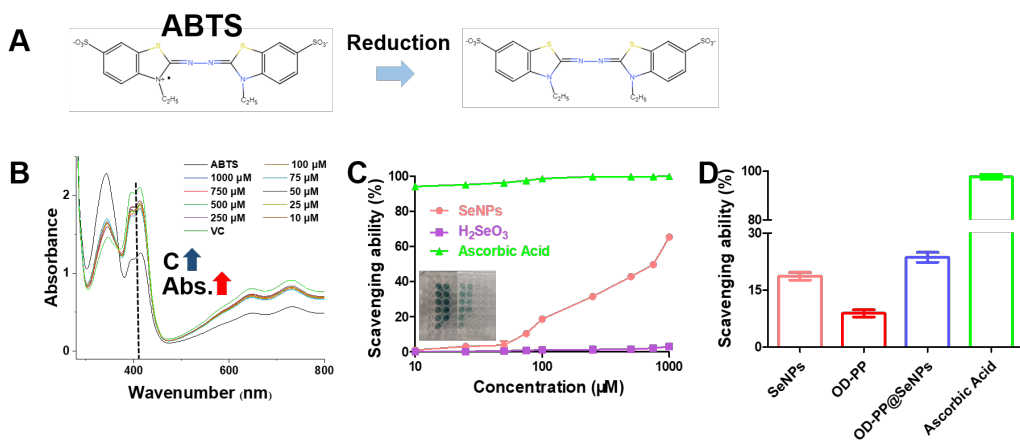 A
ABTS
Reduction
-O₃S
S
S
SO₃-
N
N
N+•
N
C₂H₅
C₂H₅
-O₃S
S
S
SO₃-
N
N
N
N
C₂H₅
C₂H₅
B
Absorbance
2
1
0
ABTS
1000 µM
750 µM
500 µM
250 µM
VC
100 µM
75 µM
50 µM
25 µM
10 µM
C
Abs.
400
600
800
Wavenumber (nm)
C
Scavenging ability (%)
100
80
60
40
20
0
SeNPs
H₂SeO₃
Ascorbic Acid
10
100
1000
Concentration (µM)
D
Scavenging ability (%)
100
80
30
15
0
SeNPs
OD-PP
OD-PP@SeNPs
Ascorbic Acid